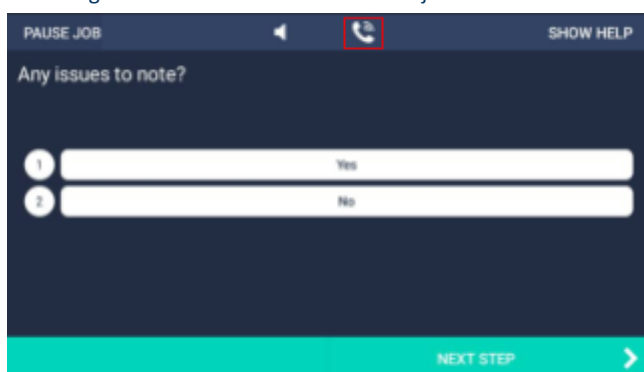 PAUSE JOB SHOW HELP
Any issues to note?
1 Yes
2 No
NEXT STEP